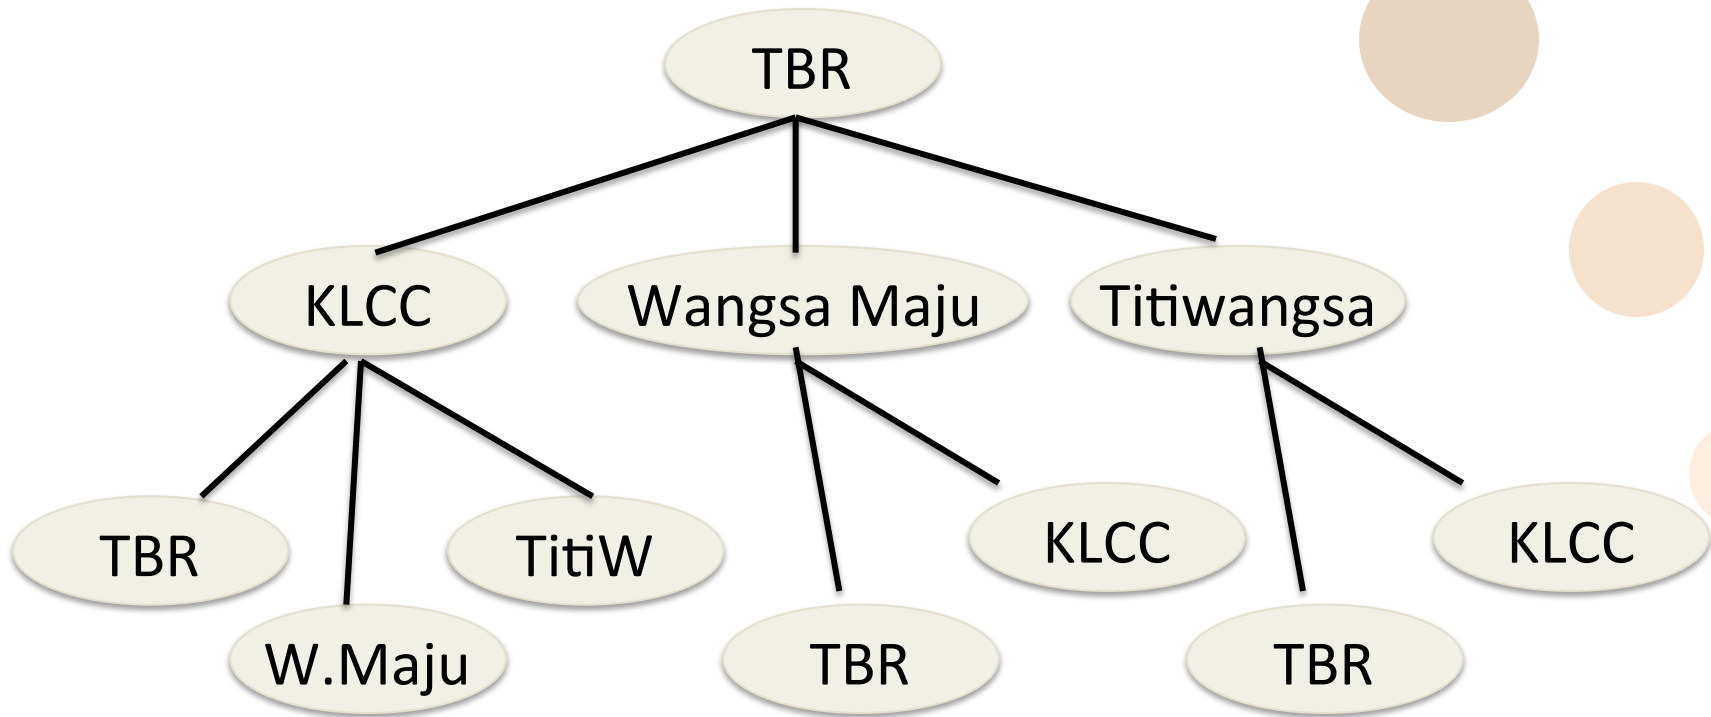 TBR
KLCC
Wangsa Maju
Titiwangsa
TBR
TitiW
KLCC
KLCC
W.Maju
TBR
TBR